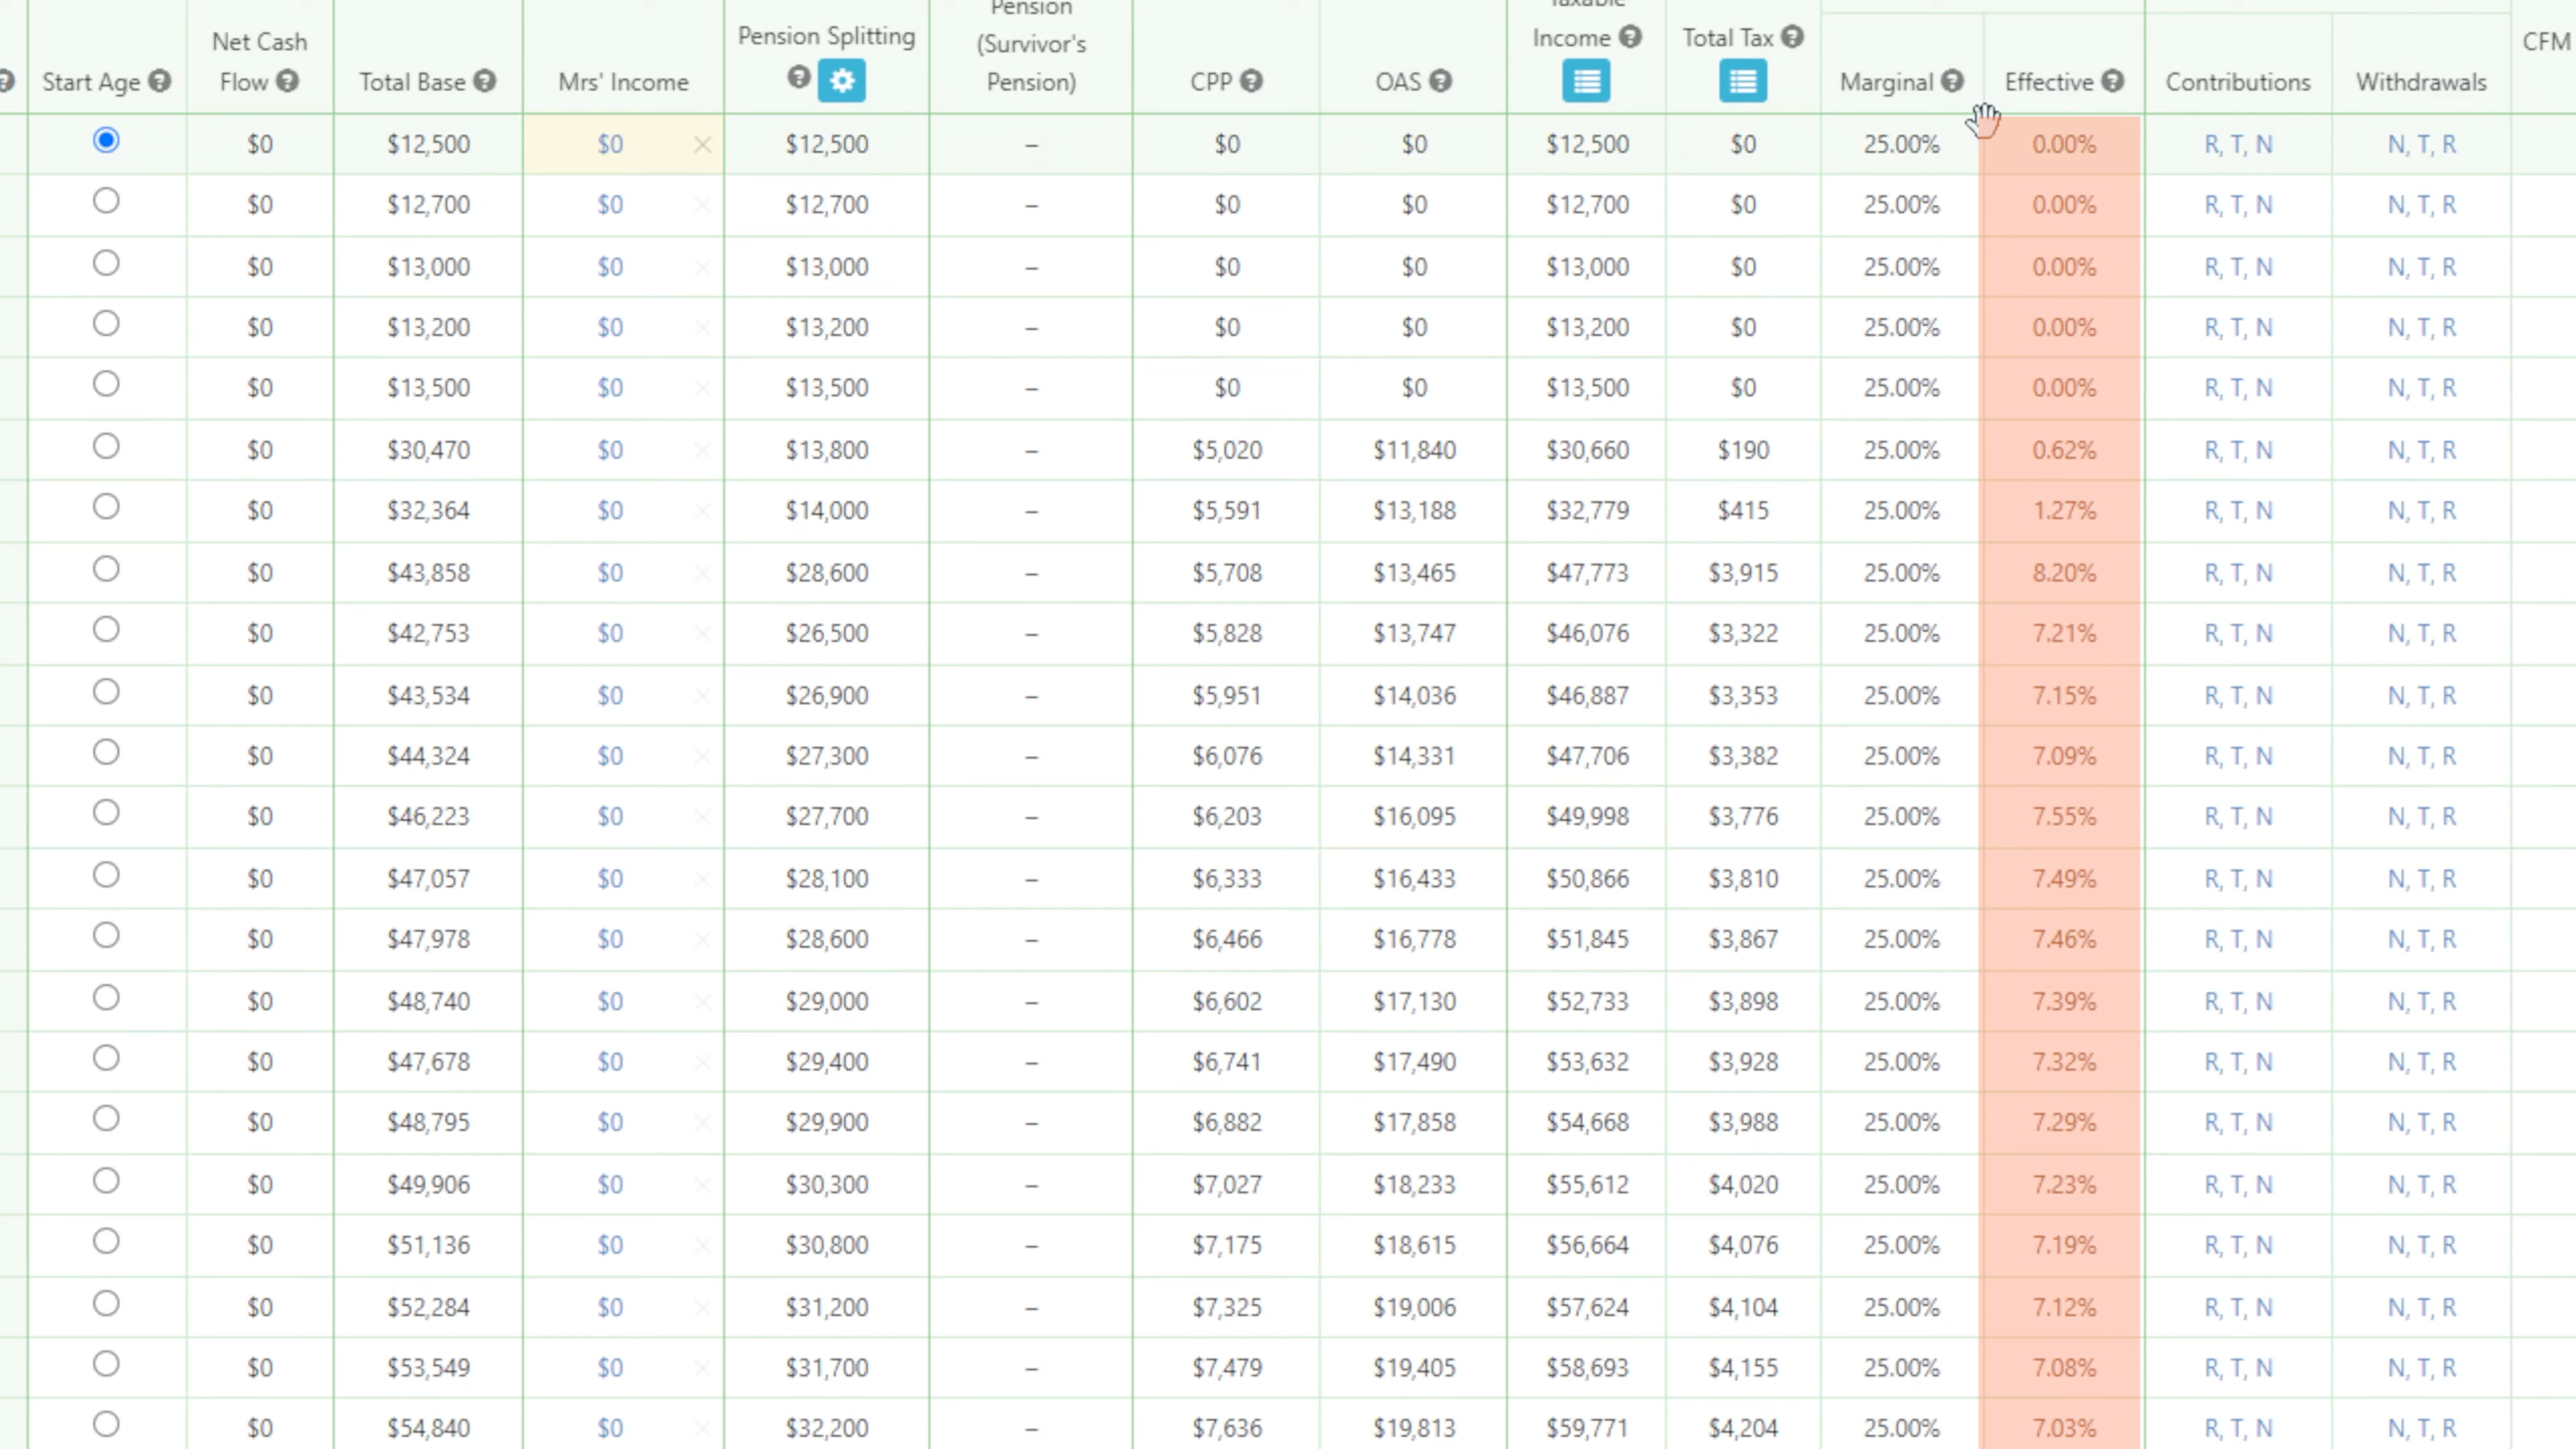 Start Age
Net Cash
Flow
Total Base
Mrs' Income
Pension Splitting
Pension
(Survivor's
Pension)
CPP
OAS
Taxable
Income
Total Tax
Marginal
Effective
Contributions
Withdrawals
CFM
$0 $12,500 $0 × $12,500 – $0 $0 $12,500 $0 25.00% 0.00% R, T, N N, T, R
$0 $12,700 $0 × $12,700 – $0 $0 $12,700 $0 25.00% 0.00% R, T, N N, T, R
$0 $13,000 $0 × $13,000 – $0 $0 $13,000 $0 25.00% 0.00% R, T, N N, T, R
$0 $13,200 $0 × $13,200 – $0 $0 $13,200 $0 25.00% 0.00% R, T, N N, T, R
$0 $13,500 $0 × $13,500 – $0 $0 $13,500 $0 25.00% 0.00% R, T, N N, T, R
$0 $30,470 $0 × $13,800 – $5,020 $11,840 $30,660 $190 25.00% 0.62% R, T, N N, T, R
$0 $32,364 $0 × $14,000 – $5,591 $13,188 $32,779 $415 25.00% 1.27% R, T, N N, T, R
$0 $43,858 $0 × $28,600 – $5,708 $13,465 $47,773 $3,915 25.00% 8.20% R, T, N N, T, R
$0 $42,753 $0 × $26,500 – $5,828 $13,747 $46,076 $3,322 25.00% 7.21% R, T, N N, T, R
$0 $43,534 $0 × $26,900 – $5,951 $14,036 $46,887 $3,353 25.00% 7.15% R, T, N N, T, R
$0 $44,324 $0 × $27,300 – $6,076 $14,331 $47,706 $3,382 25.00% 7.09% R, T, N N, T, R
$0 $46,223 $0 × $27,700 – $6,203 $16,095 $49,998 $3,776 25.00% 7.55% R, T, N N, T, R
$0 $47,057 $0 × $28,100 – $6,333 $16,433 $50,866 $3,810 25.00% 7.49% R, T, N N, T, R
$0 $47,978 $0 × $28,600 – $6,466 $16,778 $51,845 $3,867 25.00% 7.46% R, T, N N, T, R
$0 $48,740 $0 × $29,000 – $6,602 $17,130 $52,733 $3,898 25.00% 7.39% R, T, N N, T, R
$0 $47,678 $0 × $29,400 – $6,741 $17,490 $53,632 $3,928 25.00% 7.32% R, T, N N, T, R
$0 $48,795 $0 × $29,900 – $6,882 $17,858 $54,668 $3,988 25.00% 7.29% R, T, N N, T, R
$0 $49,906 $0 × $30,300 – $7,027 $18,233 $55,612 $4,020 25.00% 7.23% R, T, N N, T, R
$0 $51,136 $0 × $30,800 – $7,175 $18,615 $56,664 $4,076 25.00% 7.19% R, T, N N, T, R
$0 $52,284 $0 × $31,200 – $7,325 $19,006 $57,624 $4,104 25.00% 7.12% R, T, N N, T, R
$0 $53,549 $0 × $31,700 – $7,479 $19,405 $58,693 $4,155 25.00% 7.08% R, T, N N, T, R
$0 $54,840 $0 × $32,200 – $7,636 $19,813 $59,771 $4,204 25.00% 7.03% R, T, N N, T, R